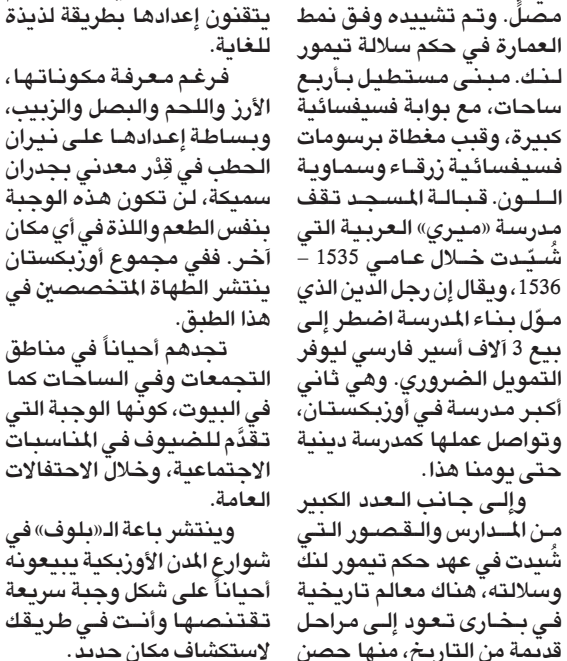 مصلٍّ. وتم تشييده وفق نمط
العمارة في حكم سلالة تيمور
لنك. مبنى مستطيل بأربع
ساحات، مع بوابة فسيفسائية
كبيرة، وقبب مغطاة برسومات
فسيفسائية زرقاء وسماوية
اللون. قبالة المسجد تقف
مدرسة «ميري» العربية التي
شُيّدت خلال عامي 1535 –
1536، ويقال إن رجل الدين الذي
موّل بناء المدرسة اضطر إلى
بيع 3 آلاف أسير فارسي ليوفر
التمويل الضروري. وهي ثاني
أكبر مدرسة في أوزبكستان،
وتواصل عملها كمدرسة دينية
حتى يومنا هذا.
وإلى جانب العدد الكبير
من المدارس والقصور التي
شُيدت في عهد حكم تيمور لنك
وسلالته، هناك معالم تاريخية
في بخارى تعود إلى مراحل
قديمة من التاريخ، منها حصن
يتقنون إعدادها بطريقة لذيذة
للغاية.
فرغم معرفة مكوناتها،
الأرز واللحم والبصل والزبيب،
وبساطة إعدادها على نيران
الحطب في قِدْر معدني بجدران
سميكة، لن تكون هذه الوجبة
بنفس الطعم واللذة في أي مكان
آخر. ففي مجموع أوزبكستان
ينتشر الطهاة المتخصصين في
هذا الطبق.
تجدهم أحياناً في مناطق
التجمعات وفي الساحات كما
في البيوت، كونها الوجبة التي
تقدَّم للضيوف في المناسبات
الاجتماعية، وخلال الاحتفالات
العامة.
وينتشر باعة الـ«بلوف» في
شوارع المدن الأوزبكية يبيعونه
أحياناً على شكل وجبة سريعة
تقتنصها وأنت في طريقك
لاستكشاف مكان جديد.